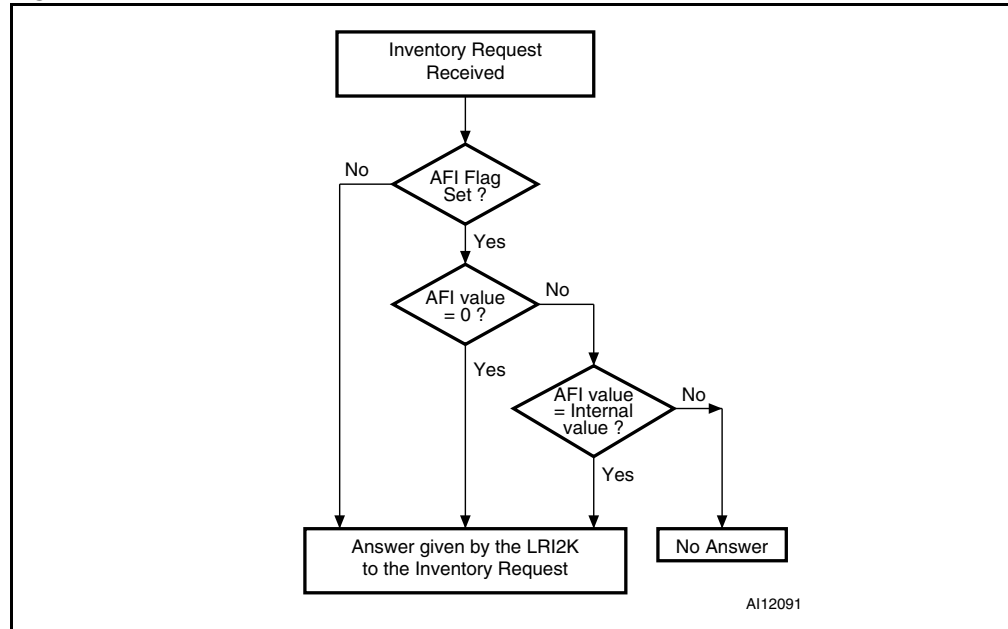 Inventory Request
Received
No
AFI Flag
Set ?
Yes
AFI value
= 0 ?
No
Yes
AFI value
= Internal
value ?
No
Yes
Answer given by the LRI2K
to the Inventory Request
No Answer
AI12091